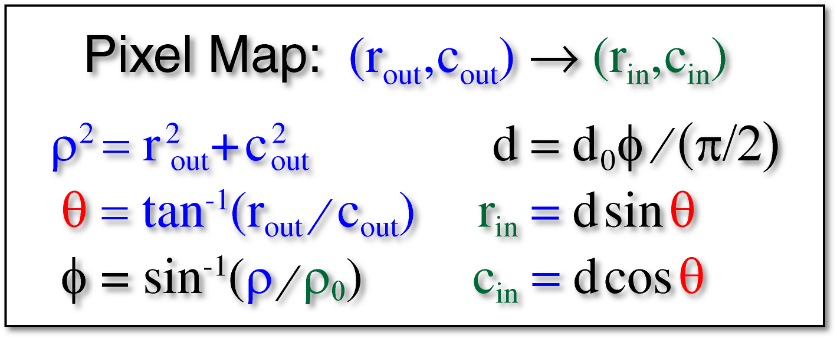 Pixel Map: (r_out,c_out) → (r_in,c_in)
ρ² = r²_out + c²_out
θ = tan⁻¹(r_out/c_out)
ϕ = sin⁻¹(ρ/ρ₀)
d = d₀ϕ/(π/2)
r_in = d sin θ
c_in = d cos θ